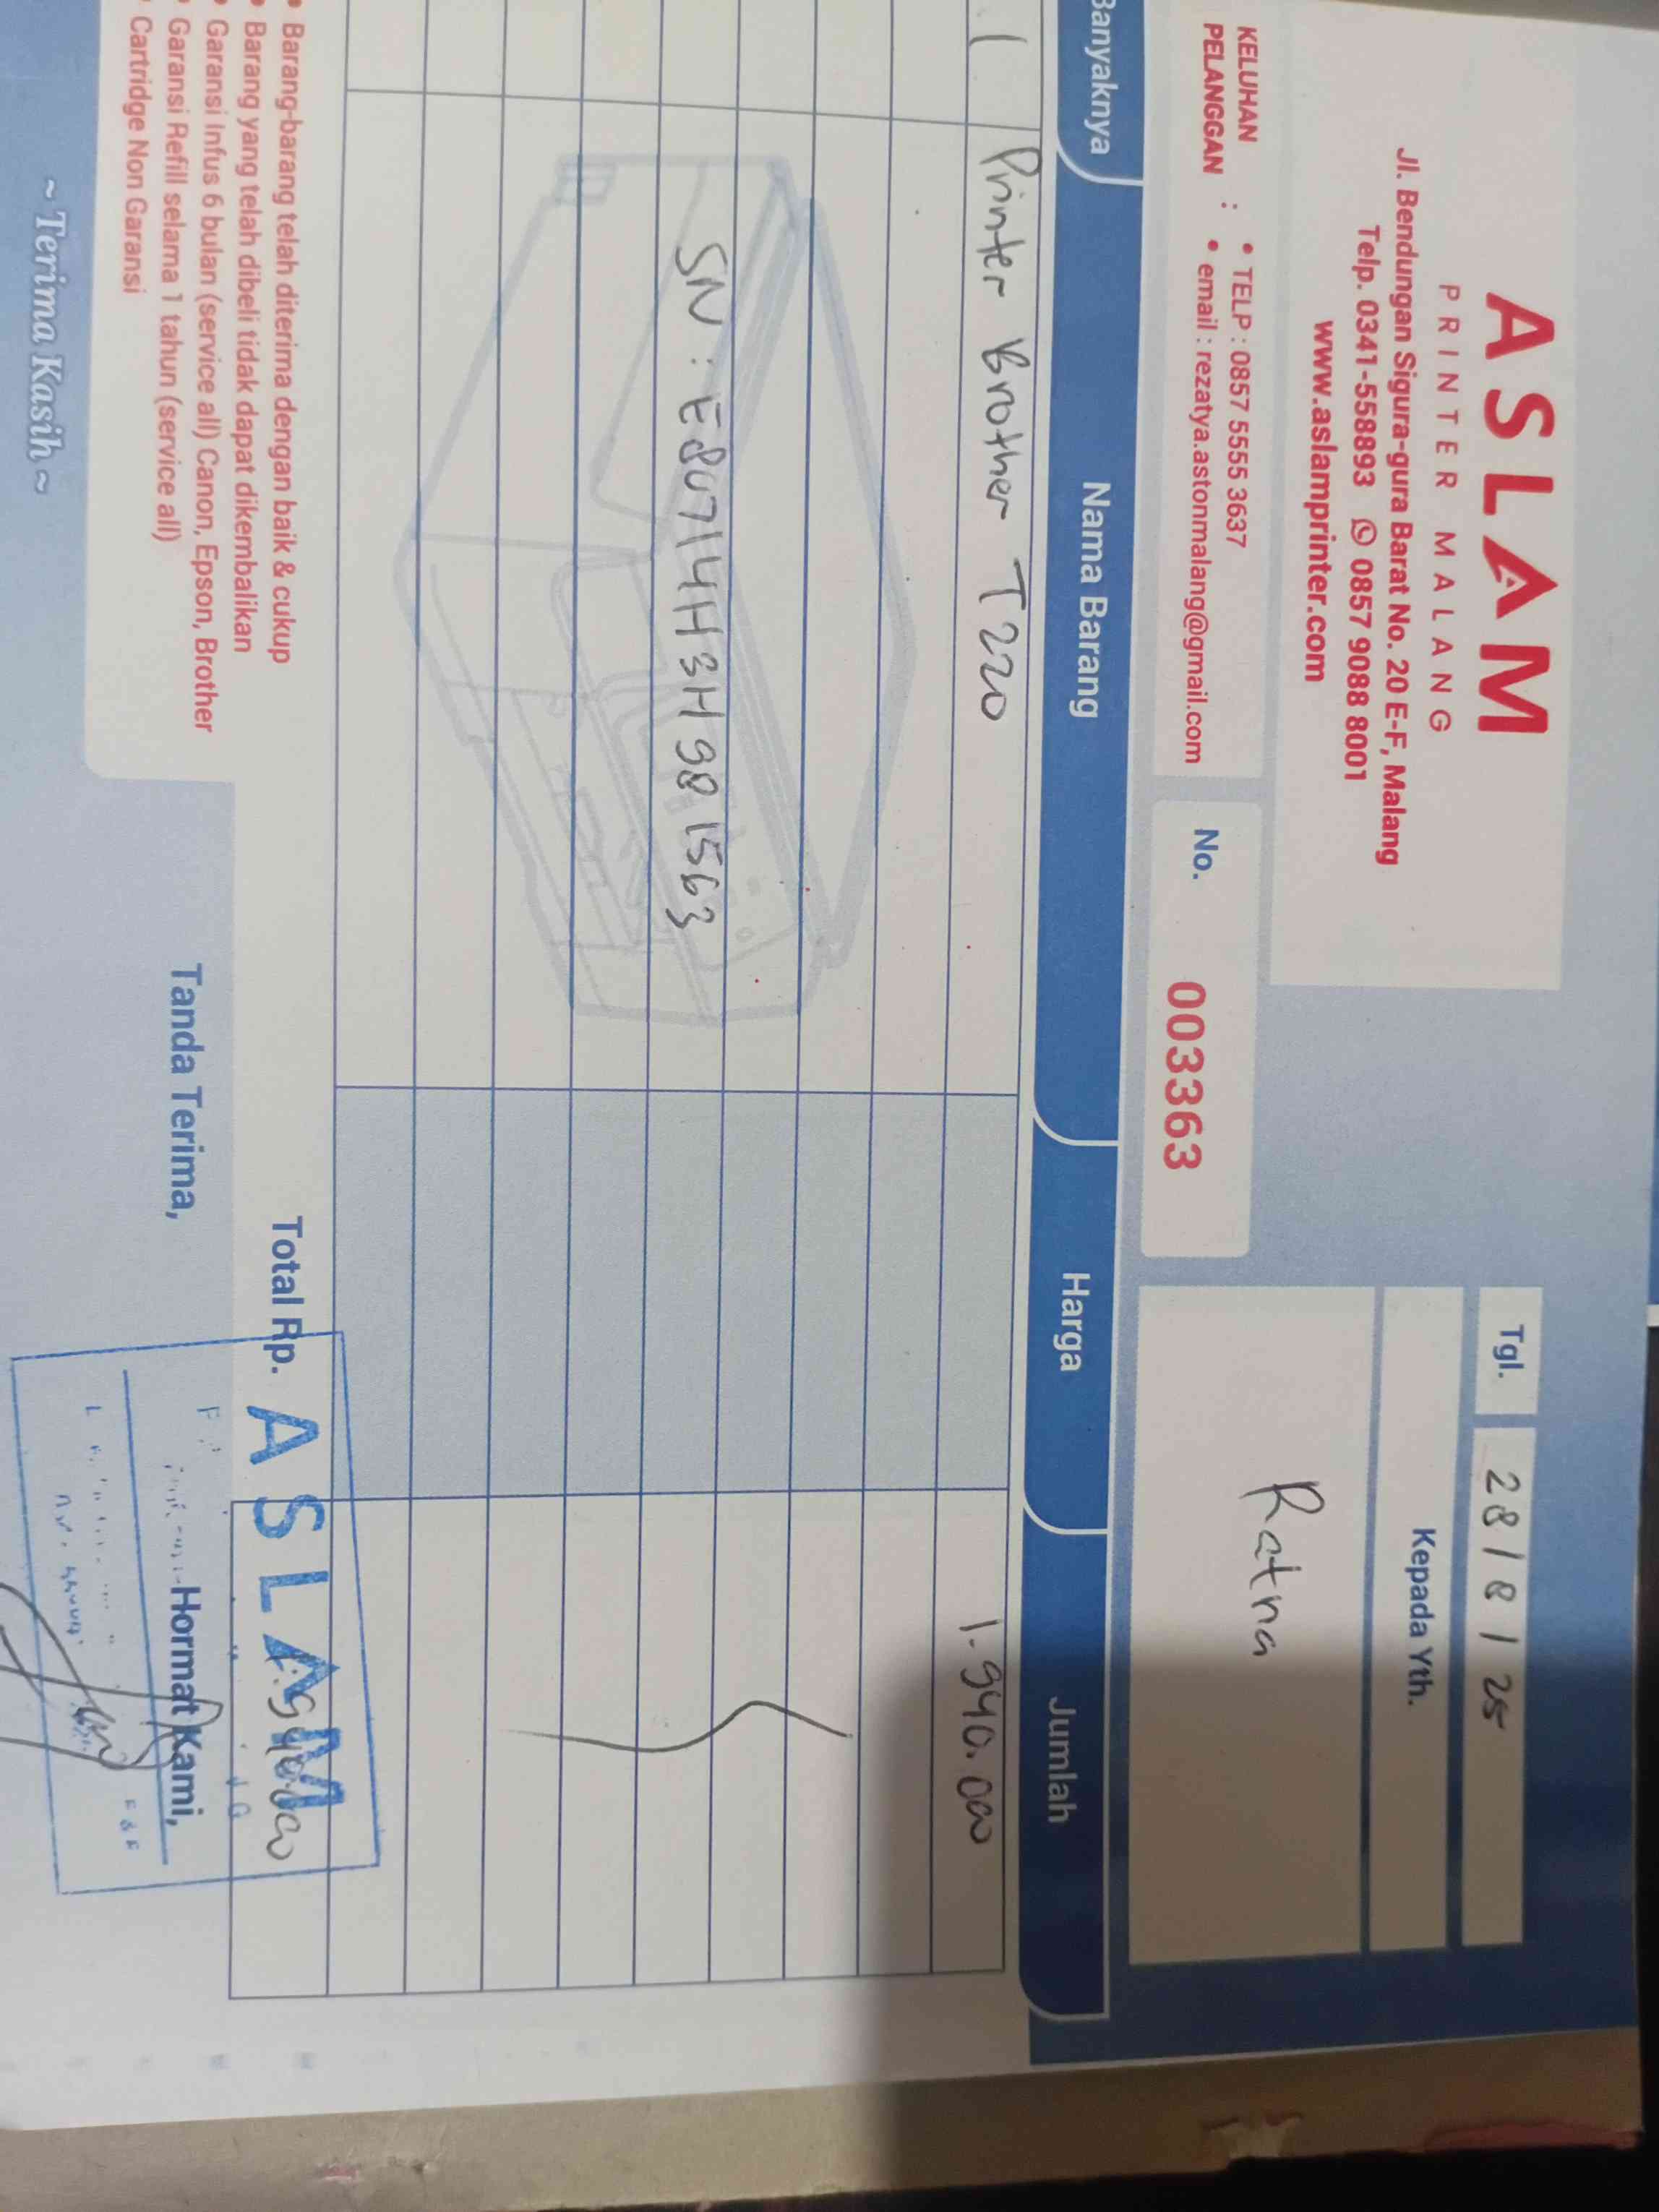 ASLAM
PRINTER MALANG
Jl. Bendungan Sigura-gura Barat No. 20 E-F, Malang
Telp. 0341-558893 0857 9088 8001
www.aslamprinter.com
Tgl. 28/8/25
Kepada Yth.
Ratna
KELUHAN
PELANGGAN : • TELP : 0857 5555 3637
• email : rezatya.astonmalang@gmail.com
No. 003363
Banyaknya Nama Barang Harga Jumlah
1 Printer Brother T220 1.940.000
SN : E80714H3H981563
Total Rp. 1.940.000
ASLAM
• Barang-barang telah diterima dengan baik & cukup
• Barang yang telah dibeli tidak dapat dikembalikan
• Garansi Infus 6 bulan (service all) Canon, Epson, Brother
• Garansi Refill selama 1 tahun (service all)
• Cartridge Non Garansi
Tanda Terima,
Hormat Kami,
~ Terima Kasih ~